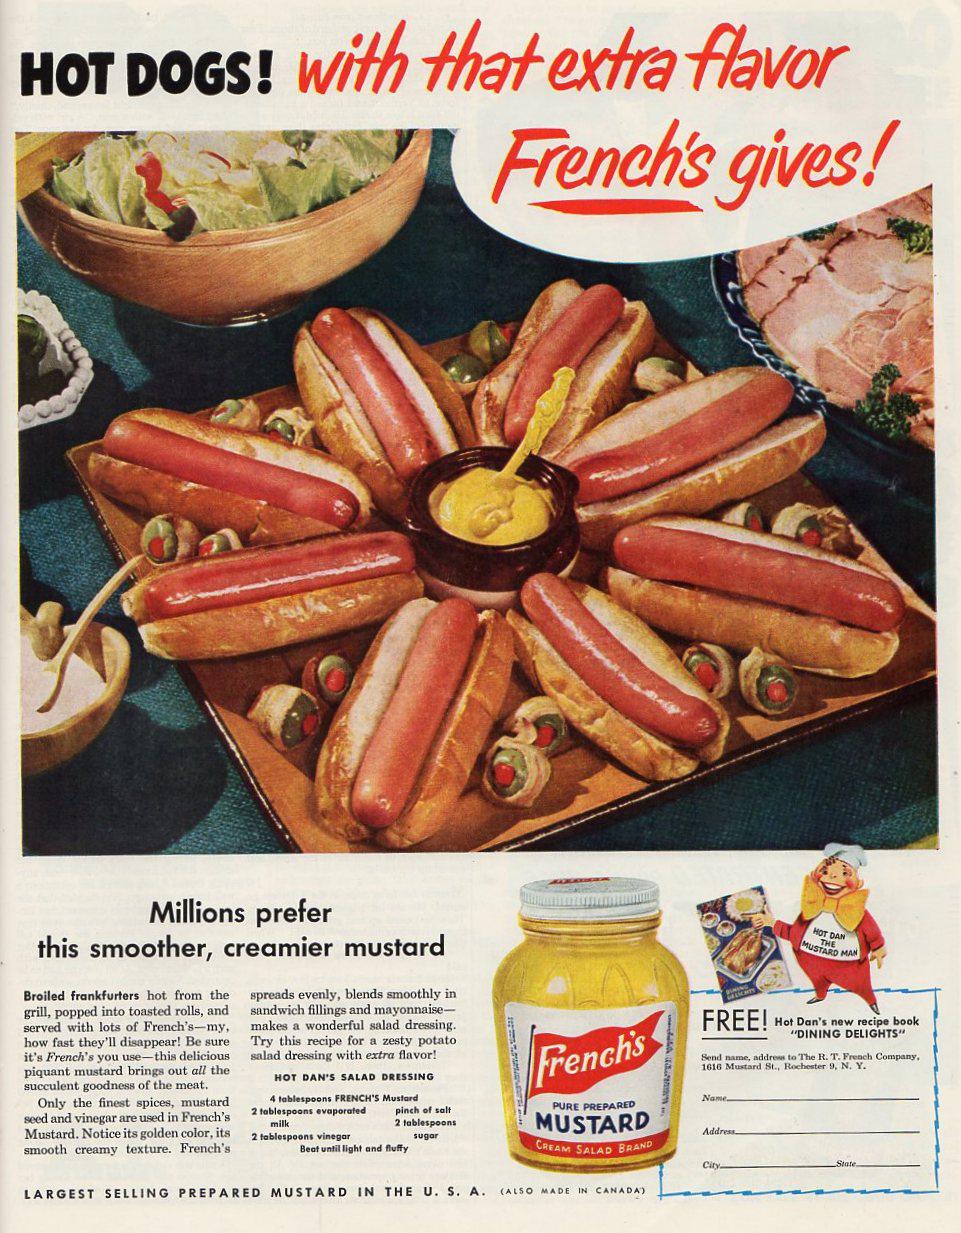 HOT DOGS! with that extra flavor
French's gives!
Millions prefer
this smoother, creamier mustard
Broiled frankfurters hot from the
grill, popped into toasted rolls, and
served with lots of French's—my,
how fast they'll disappear! Be sure
it's French's you use—this delicious
piquant mustard brings out all the
succulent goodness of the meat.
Only the finest spices, mustard
seed and vinegar are used in French's
Mustard. Notice its golden color, its
smooth creamy texture. French's
spreads evenly, blends smoothly in
sandwich fillings and mayonnaise—
makes a wonderful salad dressing.
Try this recipe for a zesty potato
salad dressing with extra flavor!
HOT DAN'S SALAD DRESSING
4 tablespoons FRENCH'S Mustard
2 tablespoons evaporated milk
pinch of salt
2 tablespoons sugar
2 tablespoons vinegar
Beat until light and fluffy
French's
PURE PREPARED
MUSTARD
CREAM SALAD BRAND
HOT DAN
THE
MUSTARD MAN
DINING
DELIGHTS
FREE! Hot Dan's new recipe book
"DINING DELIGHTS"
Send name, address to The R. T. French Company,
1616 Mustard St., Rochester 9, N. Y.
Name
Address
City State
LARGEST SELLING PREPARED MUSTARD IN THE U. S. A. (ALSO MADE IN CANADA)